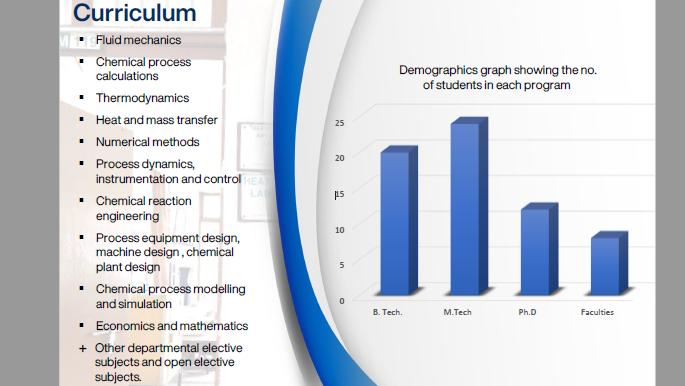 Curriculum
▪ Fluid mechanics
▪ Chemical process
calculations
▪ Thermodynamics
▪ Heat and mass transfer
▪ Numerical methods
▪ Process dynamics,
instrumentation and control
▪ Chemical reaction
engineering
▪ Process equipment design,
machine design , chemical
plant design
▪ Chemical process modelling
and simulation
▪ Economics and mathematics
+ Other departmental elective
subjects and open elective
subjects.
Demographics graph showing the no.
of students in each program
25
20
15
10
5
0
B. Tech. M.Tech Ph.D Faculties